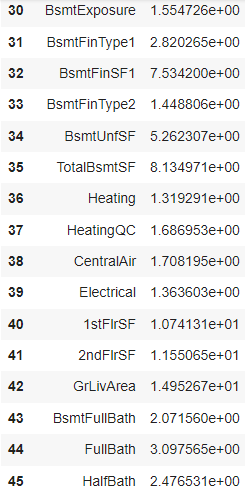 30 BsmtExposure 1.554726e+00
31 BsmtFinType1 2.820265e+00
32 BsmtFinSF1 7.534200e+00
33 BsmtFinType2 1.448806e+00
34 BsmtUnfSF 5.262307e+00
35 TotalBsmtSF 8.134971e+00
36 Heating 1.319291e+00
37 HeatingQC 1.686953e+00
38 CentralAir 1.708195e+00
39 Electrical 1.363603e+00
40 1stFlrSF 1.074131e+01
41 2ndFlrSF 1.155065e+01
42 GrLivArea 1.495267e+01
43 BsmtFullBath 2.071560e+00
44 FullBath 3.097565e+00
45 HalfBath 2.476531e+00